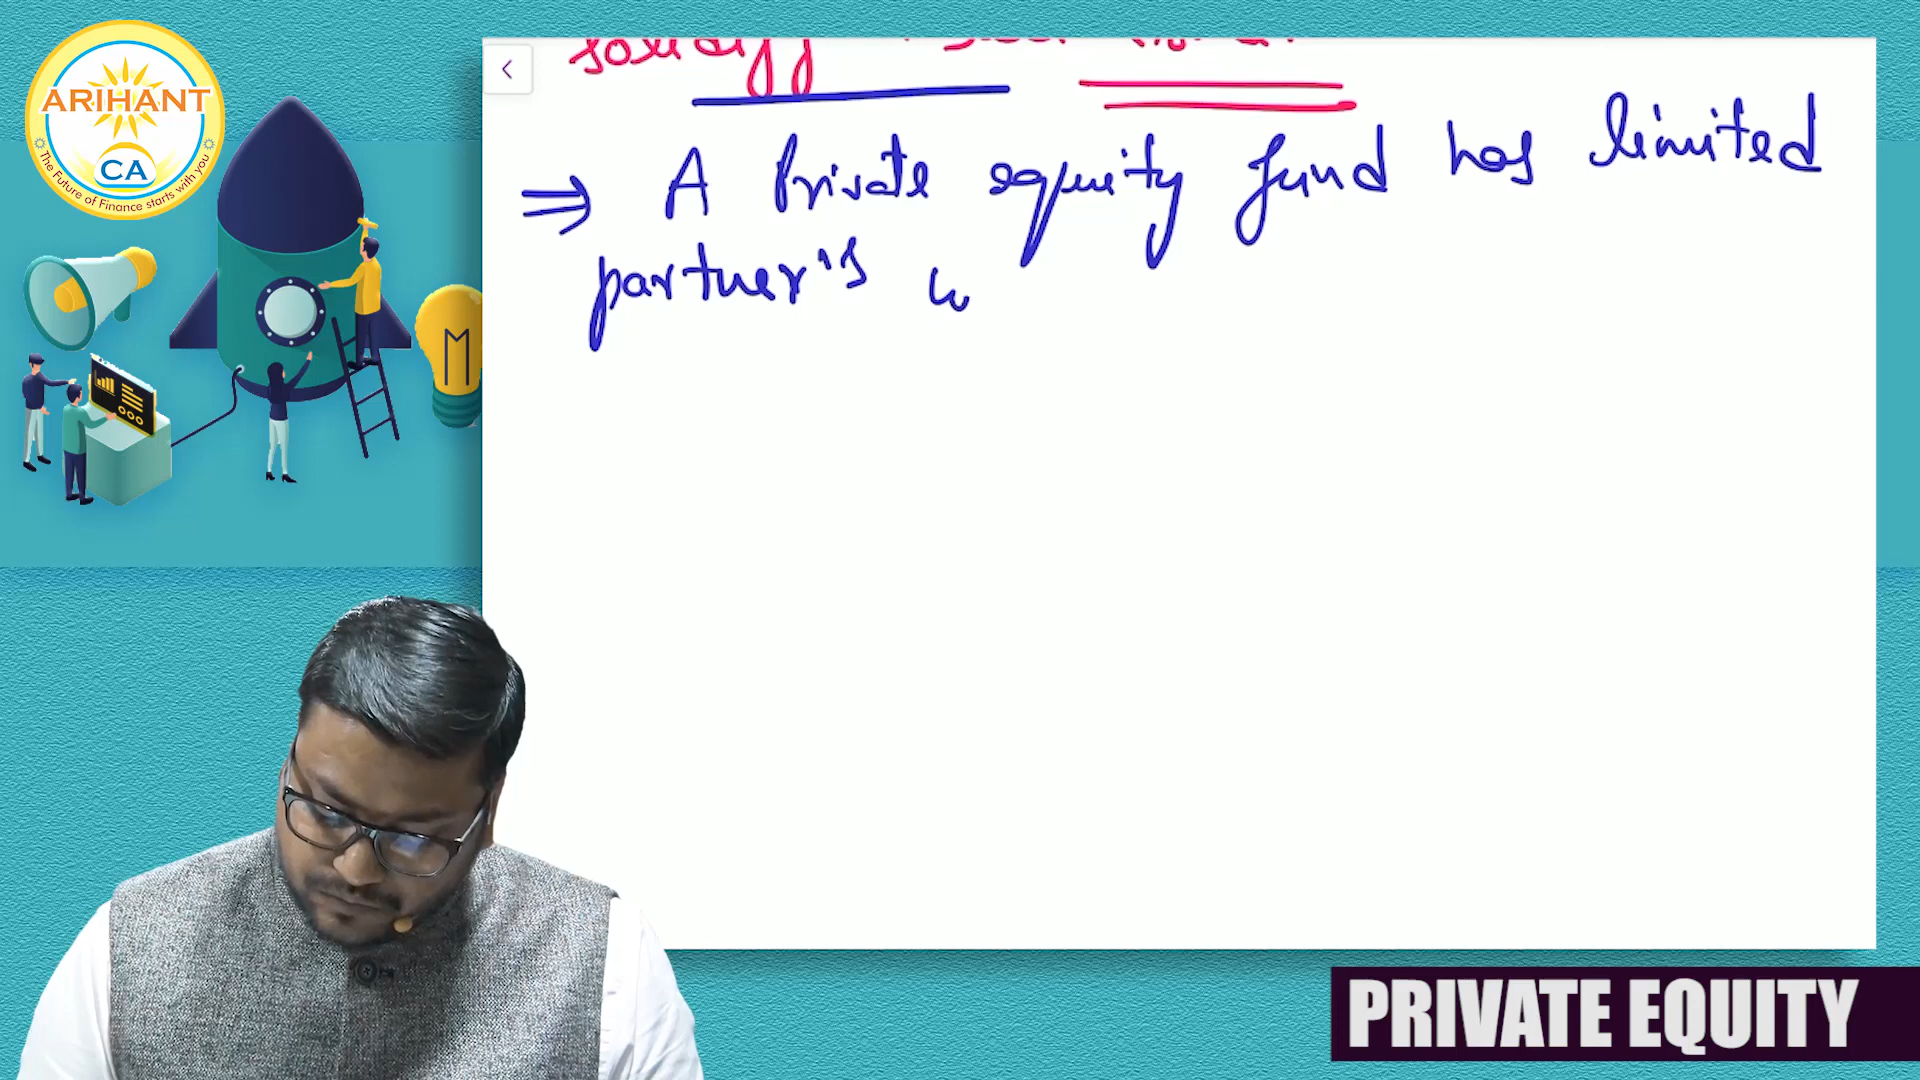 ARIHANT
CA
The Future of Finance starts with you
⇒ A Private equity fund has limited
partner's w
PRIVATE EQUITY